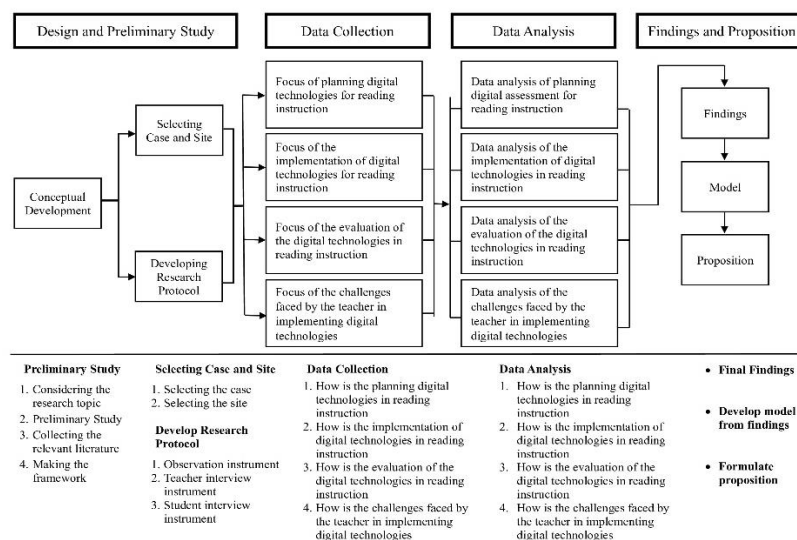 Design and Preliminary Study
Data Collection
Data Analysis
Findings and Proposition
Conceptual
Development
Selecting
Case and Site
Developing
Research
Protocol
Focus of planning digital
technologies for reading
instruction
Focus of the
implementation of digital
technologies for reading
instruction
Focus of the evaluation of
the digital technologies in
reading instruction
Focus of the challenges
faced by the teacher in
implementing digital
technologies
Data analysis of planning
digital assessment for
reading instruction
Data analysis of the
implementation of digital
technologies in reading
instruction
Data analysis of the
evaluation of the digital
technologies in reading
instruction
Data analysis of the
challenges faced by the
teacher in implementing
digital technologies
Findings
Model
Proposition
Preliminary Study
1. Considering the
research topic
2. Preliminary Study
3. Collecting the
relevant literature
4. Making the
framework
Selecting Case and Site
1. Selecting the case
2. Selecting the site
Develop Research
Protocol
1. Observation instrument
2. Teacher interview
instrument
3. Student interview
instrument
Data Collection
1. How is the planning digital
technologies in reading
instruction
2. How is the implementation of
digital technologies in reading
instruction
3. How is the evaluation of the
digital technologies in reading
instruction
4. How is the challenges faced by
the teacher in implementing
digital technologies
Data Analysis
1. How is the planning digital
technologies in reading
instruction
2. How is the implementation of
digital technologies in reading
instruction
3. How is the evaluation of the
digital technologies in reading
instruction
4. How is the challenges faced by
the teacher in implementing
digital technologies
• Final Findings
• Develop model
from findings
• Formulate
proposition